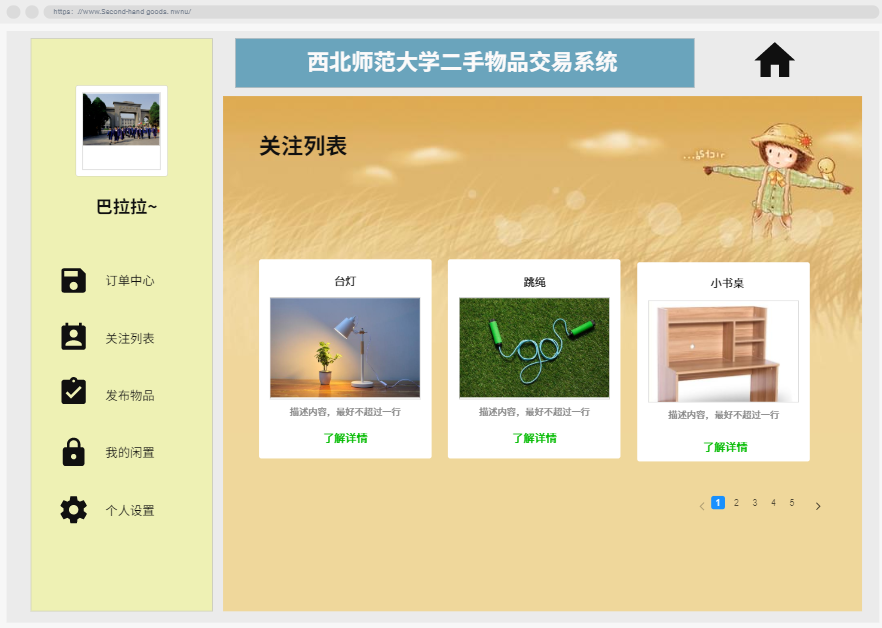 https: //www.Second-hand goods. nwnu/
西北师范大学二手物品交易系统
巴拉拉~
订单中心
关注列表
发布物品
我的闲置
个人设置
关注列表
台灯
描述内容，最好不超过一行
了解详情
跳绳
描述内容，最好不超过一行
了解详情
小书桌
描述内容，最好不超过一行
了解详情
1 2 3 4 5